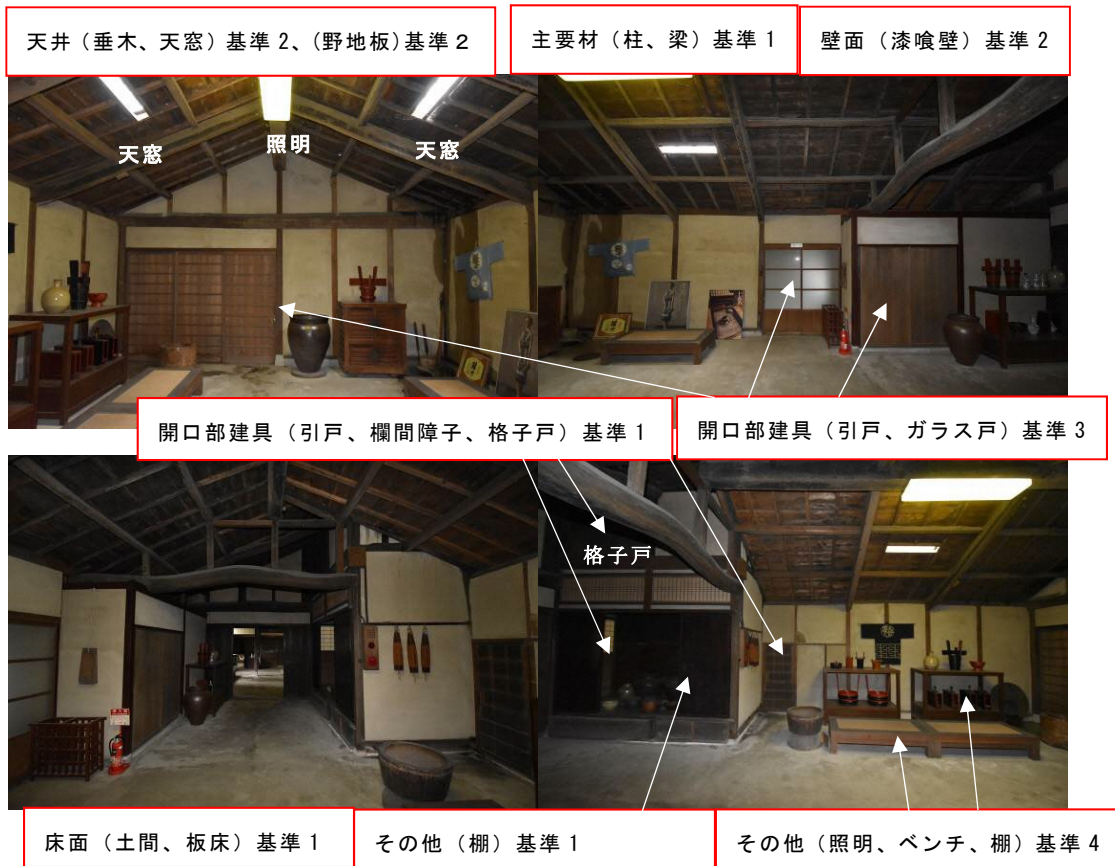 天井（垂木、天窓）基準２、（野地板）基準２
主要材（柱、梁）基準１
壁面（漆喰壁）基準２
天窓
照明
天窓
開口部建具（引戸、欄間障子、格子戸）基準１
開口部建具（引戸、ガラス戸）基準３
格子戸
床面（土間、板床）基準１
その他（棚）基準１
その他（照明、ベンチ、棚）基準４